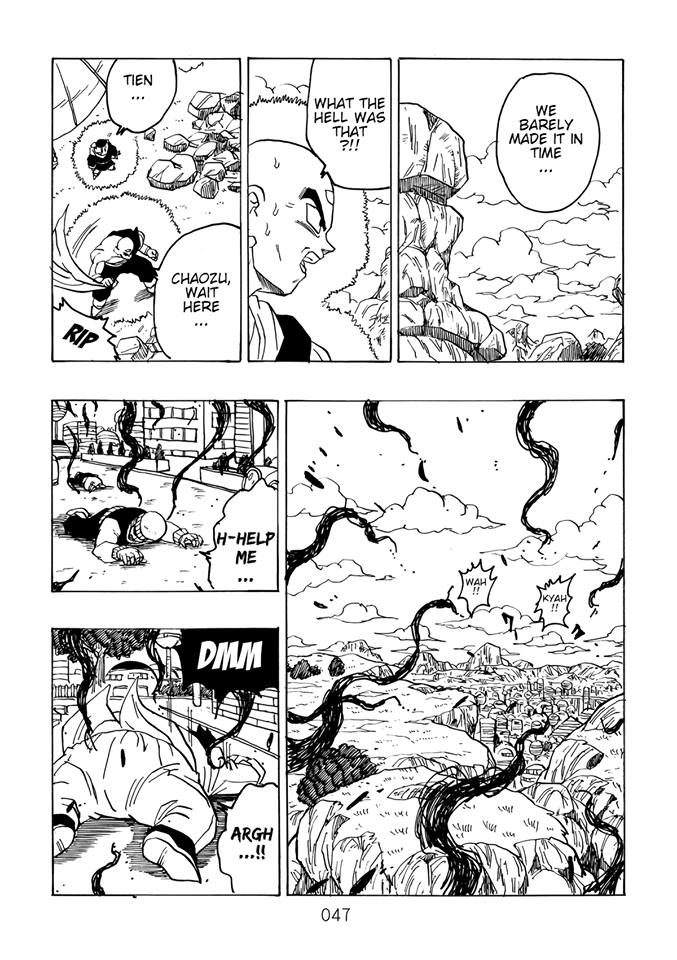 WE
BARELY
MADE IT IN
TIME
...
WHAT THE
HELL WAS
THAT
?!!
TIEN
...
CHAOZU,
WAIT
HERE
...
RIP
KYAH
!!
WAH
!!
H-HELP
ME
...
DMM
ARGH
...!!
047